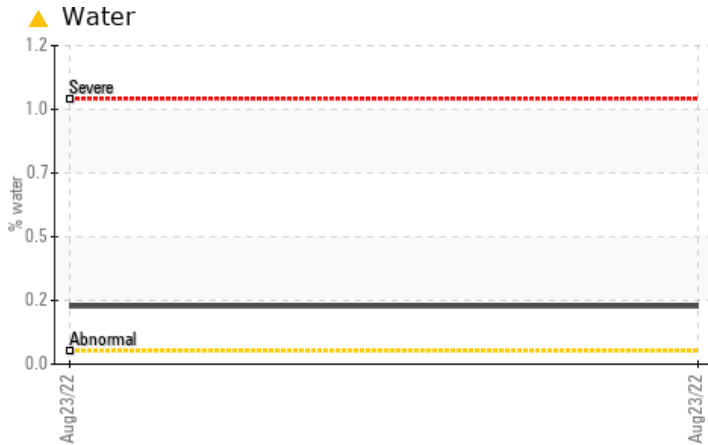 Water
1.2
Severe
1.0
0.7
% water
0.5
0.2
Abnormal
0.0
Aug23/22
Aug23/22